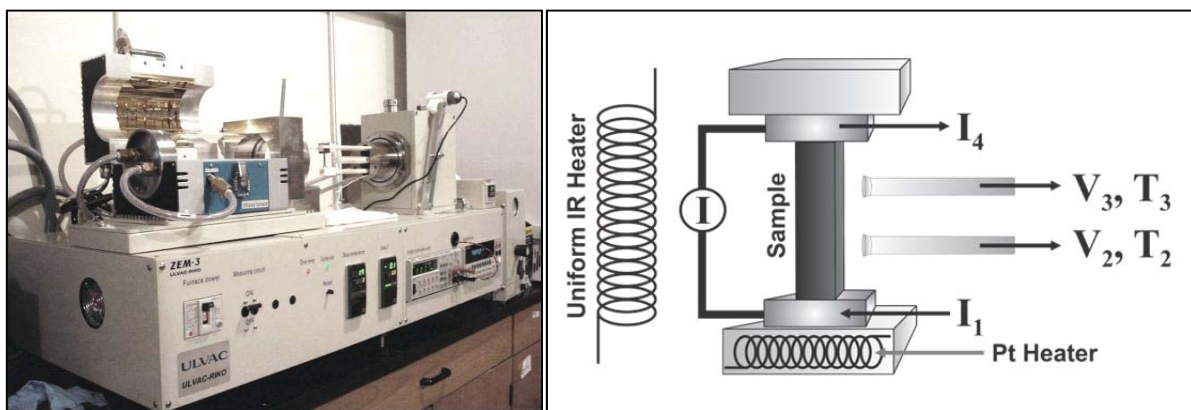 ZEM-3
ULVAC-RIKO
Furnace power
Measuring circuit
ON
OFF
Reset
ULVAC
ULVAC-RIKO
Uniform IR Heater
I
Sample
I₄
V₃, T₃
V₂, T₂
I₁
Pt Heater